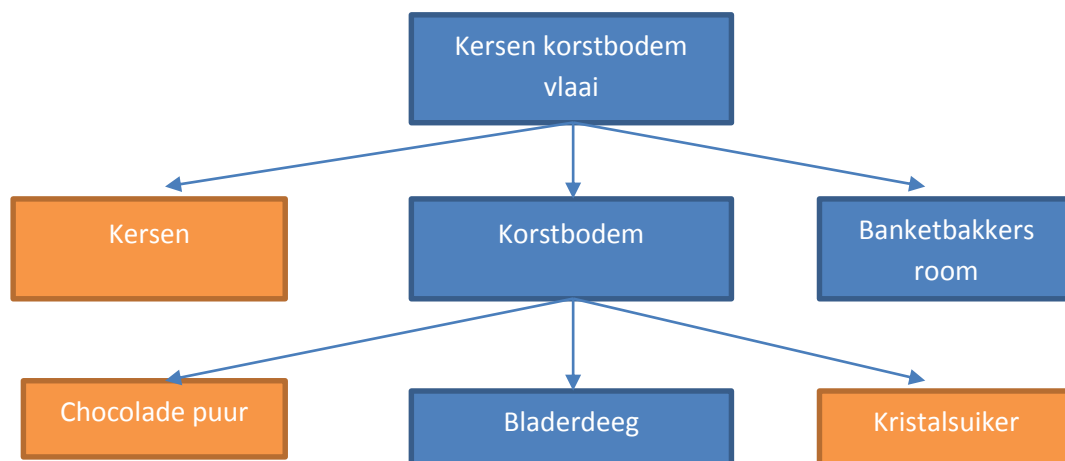 Kersen korstbodem
vlaai
Kersen
Korstbodem
Banketbakkers
room
Chocolade puur
Bladerdeeg
Kristalsuiker